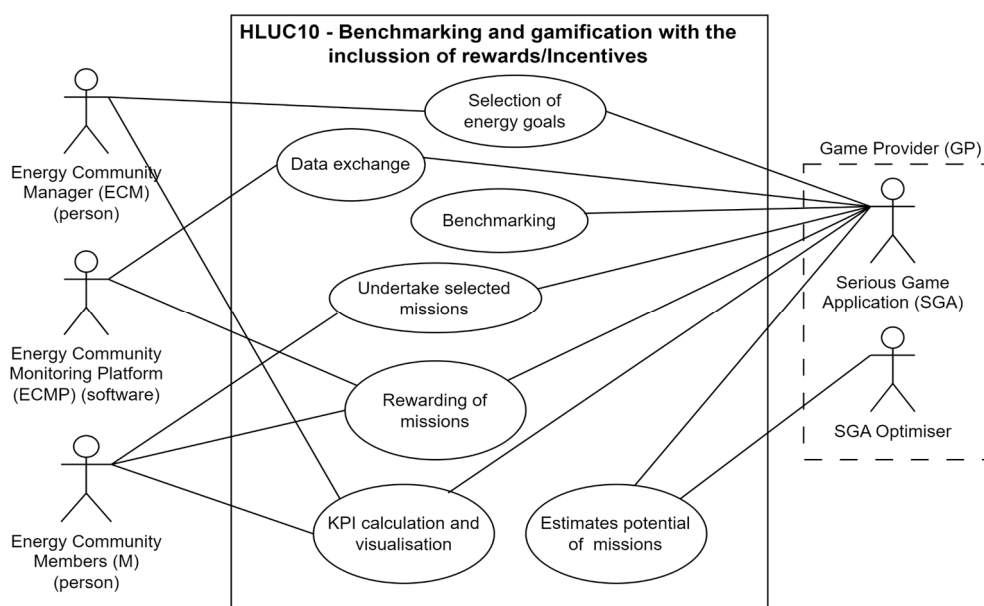 HLUC10 - Benchmarking and gamification with the
inclussion of rewards/Incentives
Selection of
energy goals
Data exchange
Benchmarking
Undertake selected
missions
Rewarding of
missions
KPI calculation and
visualisation
Estimates potential
of missions
Energy Community
Manager (ECM)
(person)
Energy Community
Monitoring Platform
(ECMP) (software)
Energy Community
Members (M)
(person)
Game Provider (GP)
Serious Game
Application (SGA)
SGA Optimiser